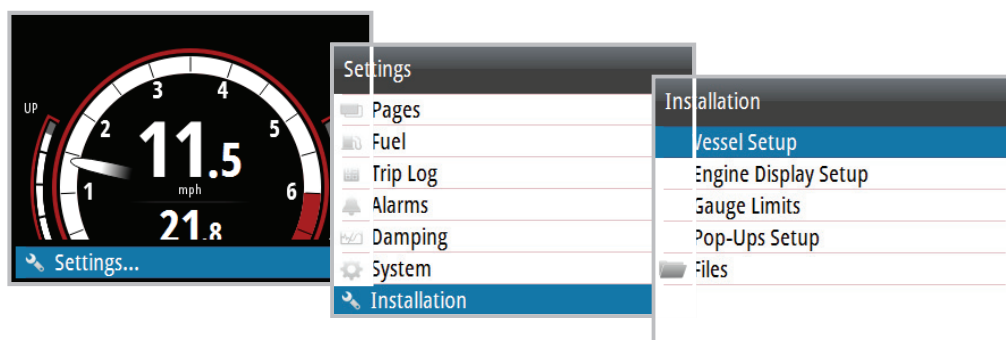 UP
1
2
3
4
5
6
11.5
mph
21.8
Settings...
Settings
Pages
Fuel
Trip Log
Alarms
Damping
System
Installation
Installation
Vessel Setup
Engine Display Setup
Gauge Limits
Pop-Ups Setup
Files